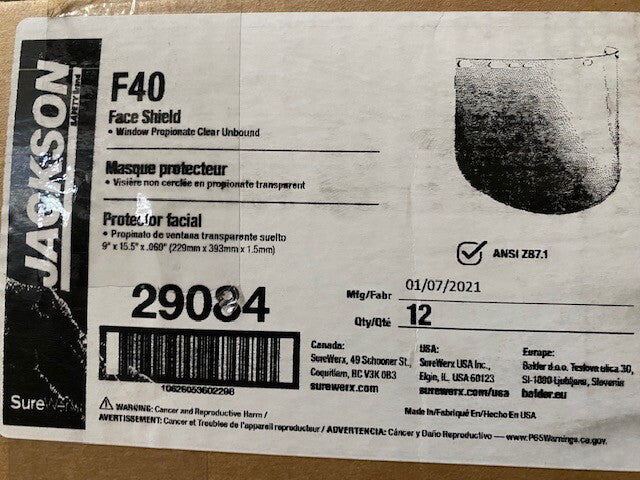 JACKSON
SAFETY Brand
F40
Face Shield
• Window Propionate Clear Unbound
Masque protecteur
• Visière non cerclée en propionate transparent
Protector facial
• Propinato de ventana transparente suelto
9" x 15.5" x .060" (229mm x 393mm x 1.5mm)
ANSI Z87.1
29084
Mfg/Fabr 01/07/2021
Qty/Qté 12
10626053602296
Canada:
SureWerx, 49 Schooner St.,
Coquitlam, BC V3K 0B3
surewerx.com
USA:
SureWerx USA Inc.,
Elgin, IL USA 60123
surewerx.com/usa
Europe:
Balder d.o.o. Teslova ulica 30,
SI-1000 Ljubljana, Slovenia
balder.eu
SureWerx
WARNING: Cancer and Reproductive Harm /
AVERTISSEMENT: Cancer et Troubles de l'appareil reproducteur / ADVERTENCIA: Cáncer y Daño Reproductivo — www.P65Warnings.ca.gov.
Made In/Fabriqué En/Hecho En USA